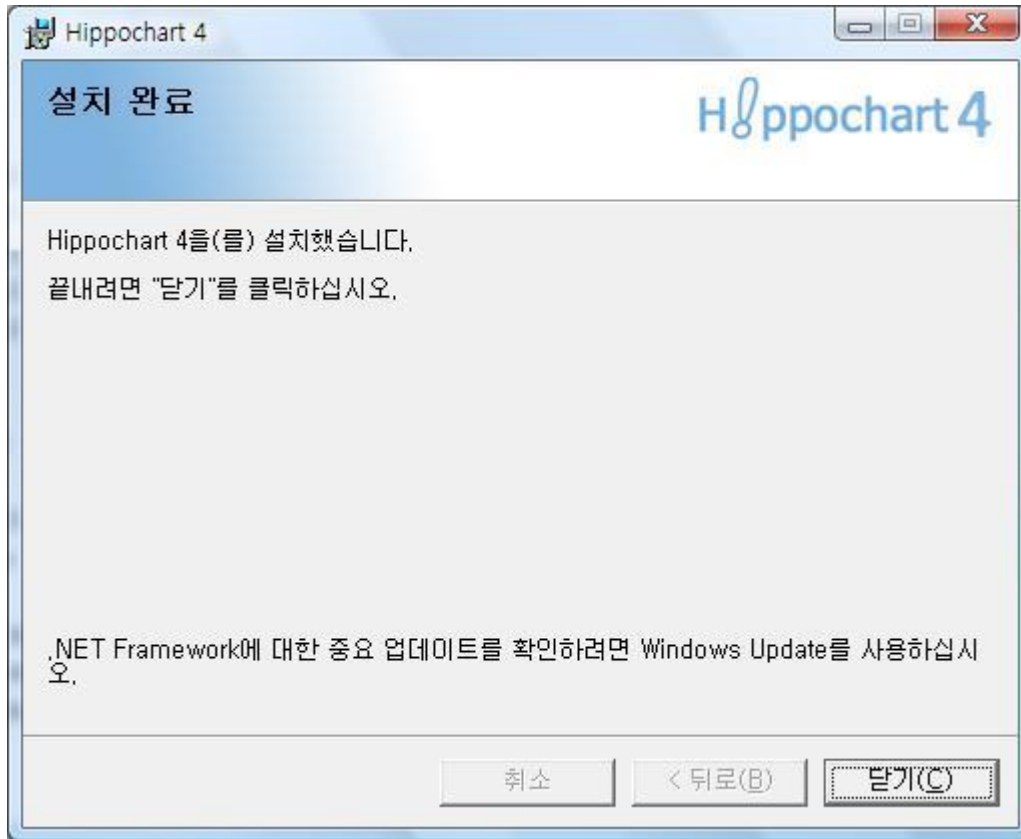 Hippochart 4
설치 완료
Hippochart 4
Hippochart 4을(를) 설치했습니다.
끝내려면 "닫기"를 클릭하십시오.
.NET Framework에 대한 중요 업데이트를 확인하려면 Windows Update를 사용하십시
오.
취소
< 뒤로(B)
닫기(C)